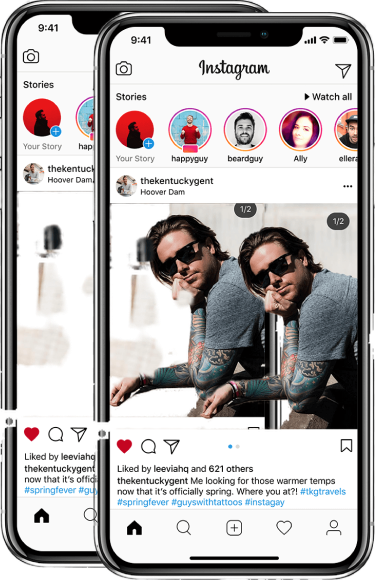 9:41
Stories
Your Story
hap
thekentuck
Hoover Dam,
1/2
Liked by leeviahq
thekentuckygent
now that it's offici
#springfever #guy
9:41
Instagram
Stories
Watch all
Your Story happyguy beardguy Ally ellera
thekentuckygent
Hoover Dam
1/2
Liked by leeviahq and 621 others
thekentuckygent Me looking for those warmer temps
now that it's officially spring. Where you at?! #tkgtravels
#springfever #guyswithtattoos #instagay